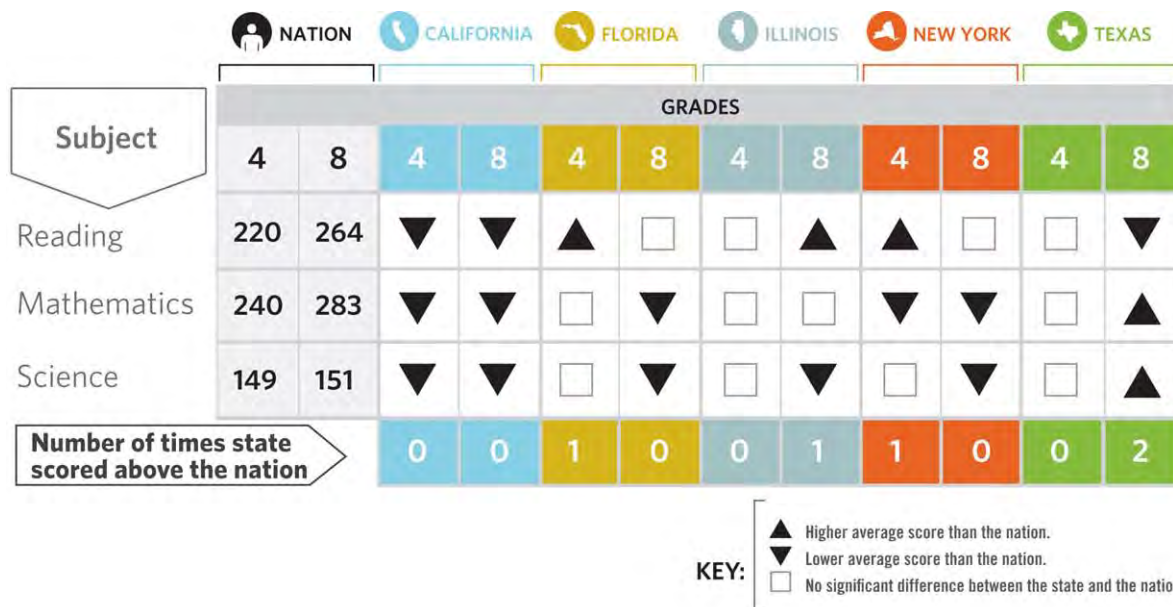 NATION CALIFORNIA FLORIDA ILLINOIS NEW YORK TEXAS
GRADES
Subject
4 8 4 8 4 8 4 8 4 8 4 8
Reading 220 264 ▼ ▼ ▲ □ □ ▲ ▲ □ □ ▼
Mathematics 240 283 ▼ ▼ □ ▼ □ □ ▼ ▼ □ ▲
Science 149 151 ▼ ▼ □ ▼ □ ▼ □ ▼ □ ▲
Number of times state
scored above the nation
0 0 1 0 0 1 1 0 0 2
KEY:
▲ Higher average score than the nation.
▼ Lower average score than the nation.
□ No significant difference between the state and the natio